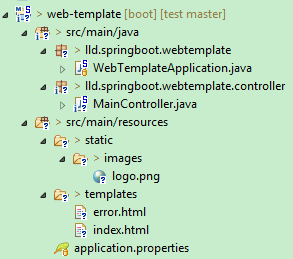 > web-template [boot] [test master]
> src/main/java
> lld.springboot.webtemplate
WebTemplateApplication.java
> lld.springboot.webtemplate.controller
> MainController.java
> src/main/resources
> static
> images
logo.png
> templates
error.html
index.html
application.properties